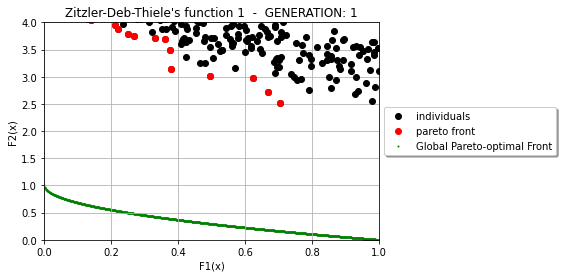 Zitzler-Deb-Thiele's function 1 - GENERATION: 1
4.0
3.5
3.0
2.5
2.0
1.5
1.0
0.5
0.0
F2(x)
0.0 0.2 0.4 0.6 0.8 1.0
F1(x)
individuals
pareto front
Global Pareto-optimal Front